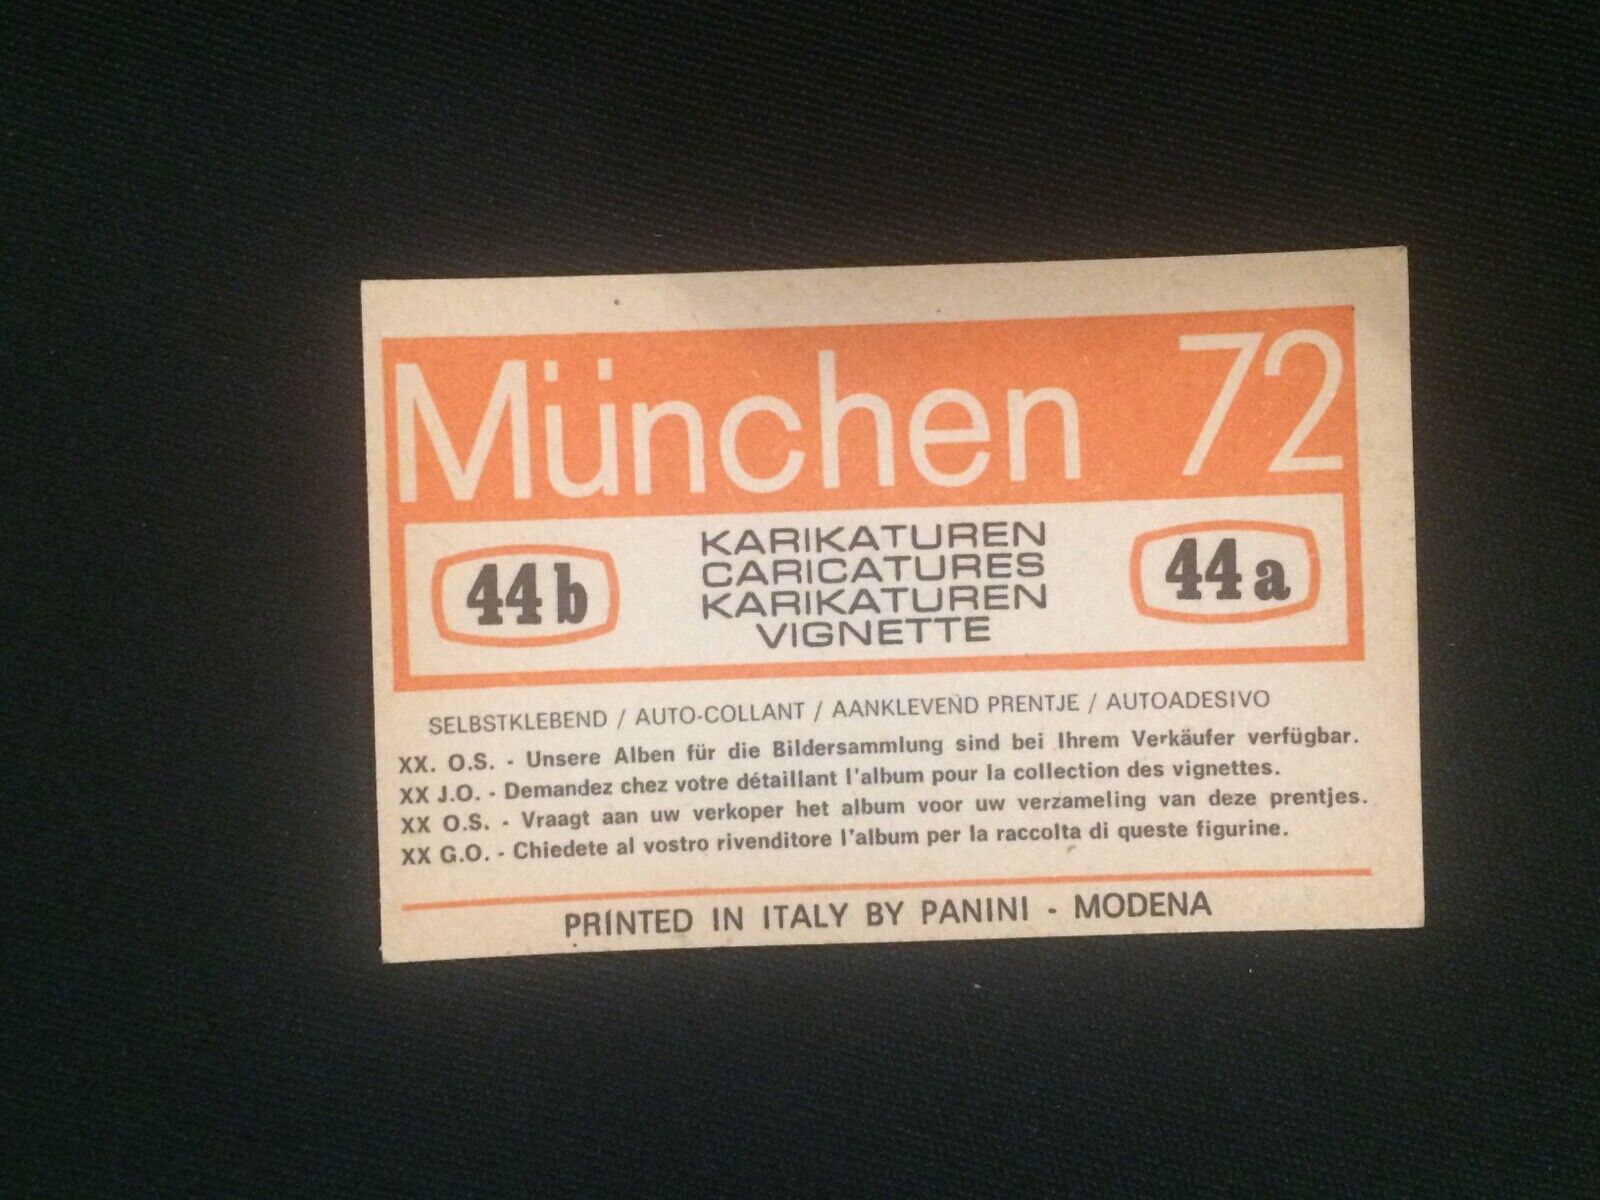 München 72
44b
KARIKATUREN
CARICATURES
KARIKATUREN
VIGNETTE
44a
SELBSTKLEBEND / AUTO-COLLANT / AANKLEVEND PRENTJE / AUTOADESIVO
XX. O.S. - Unsere Alben für die Bildersammlung sind bei Ihrem Verkäufer verfügbar.
XX J.O. - Demandez chez votre détaillant l'album pour la collection des vignettes.
XX O.S. - Vraagt aan uw verkoper het album voor uw verzameling van deze prentjes.
XX G.O. - Chiedete al vostro rivenditore l'album per la raccolta di queste figurine.
PRINTED IN ITALY BY PANINI - MODENA